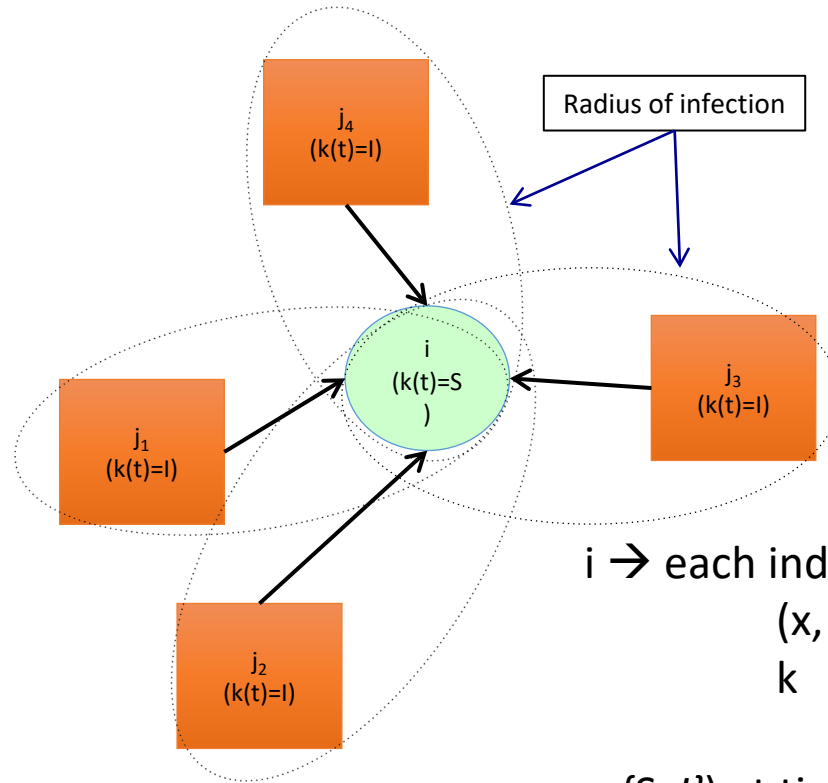 j₄
(k(t)=I)
Radius of infection
i
(k(t)=S
)
j₃
(k(t)=I)
j₁
(k(t)=I)
j₂
(k(t)=I)
i → each ind
(x,
k